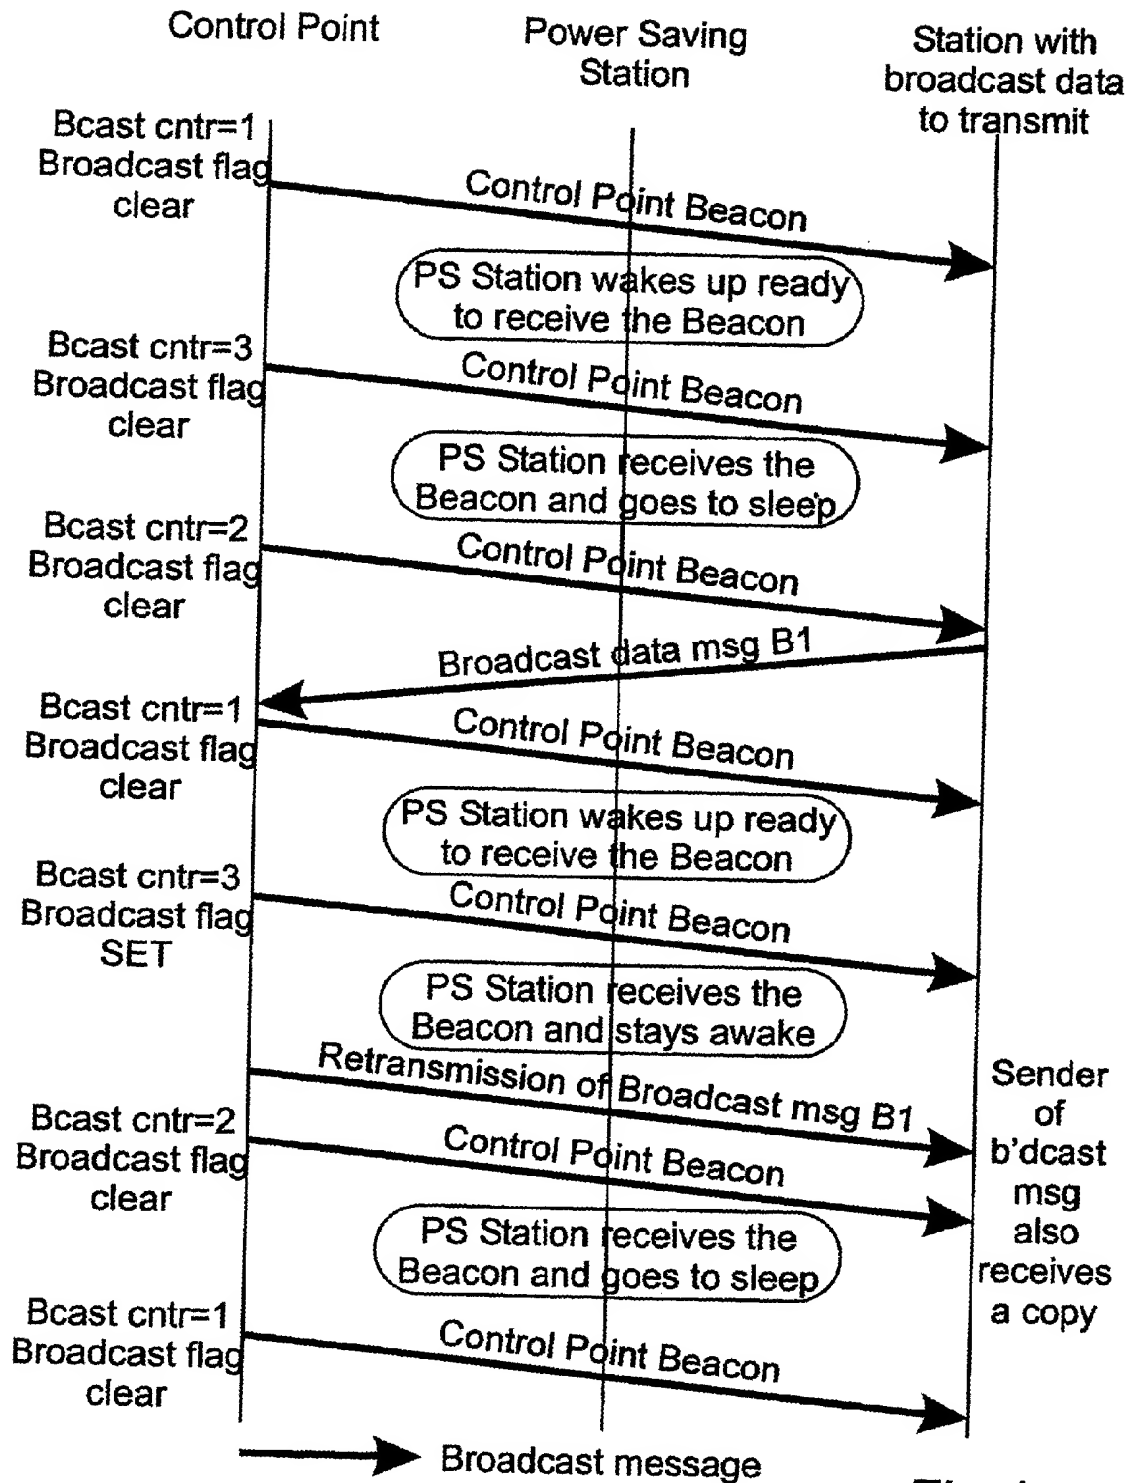 Control Point
Power Saving
Station
Station with
broadcast data
to transmit
Bcast cntr=1
Broadcast flag
clear
Control Point Beacon
PS Station wakes up ready
to receive the Beacon
Bcast cntr=3
Broadcast flag
clear
Control Point Beacon
PS Station receives the
Beacon and goes to sleep
Bcast cntr=2
Broadcast flag
clear
Control Point Beacon
Broadcast data msg B1
Bcast cntr=1
Broadcast flag
clear
Control Point Beacon
PS Station wakes up ready
to receive the Beacon
Bcast cntr=3
Broadcast flag
SET
Control Point Beacon
PS Station receives the
Beacon and stays awake
Retransmission of Broadcast msg B1
Sender
of
b'dcast
msg
also
receives
a copy
Bcast cntr=2
Broadcast flag
clear
Control Point Beacon
PS Station receives the
Beacon and goes to sleep
Bcast cntr=1
Broadcast flag
clear
Control Point Beacon
Broadcast message